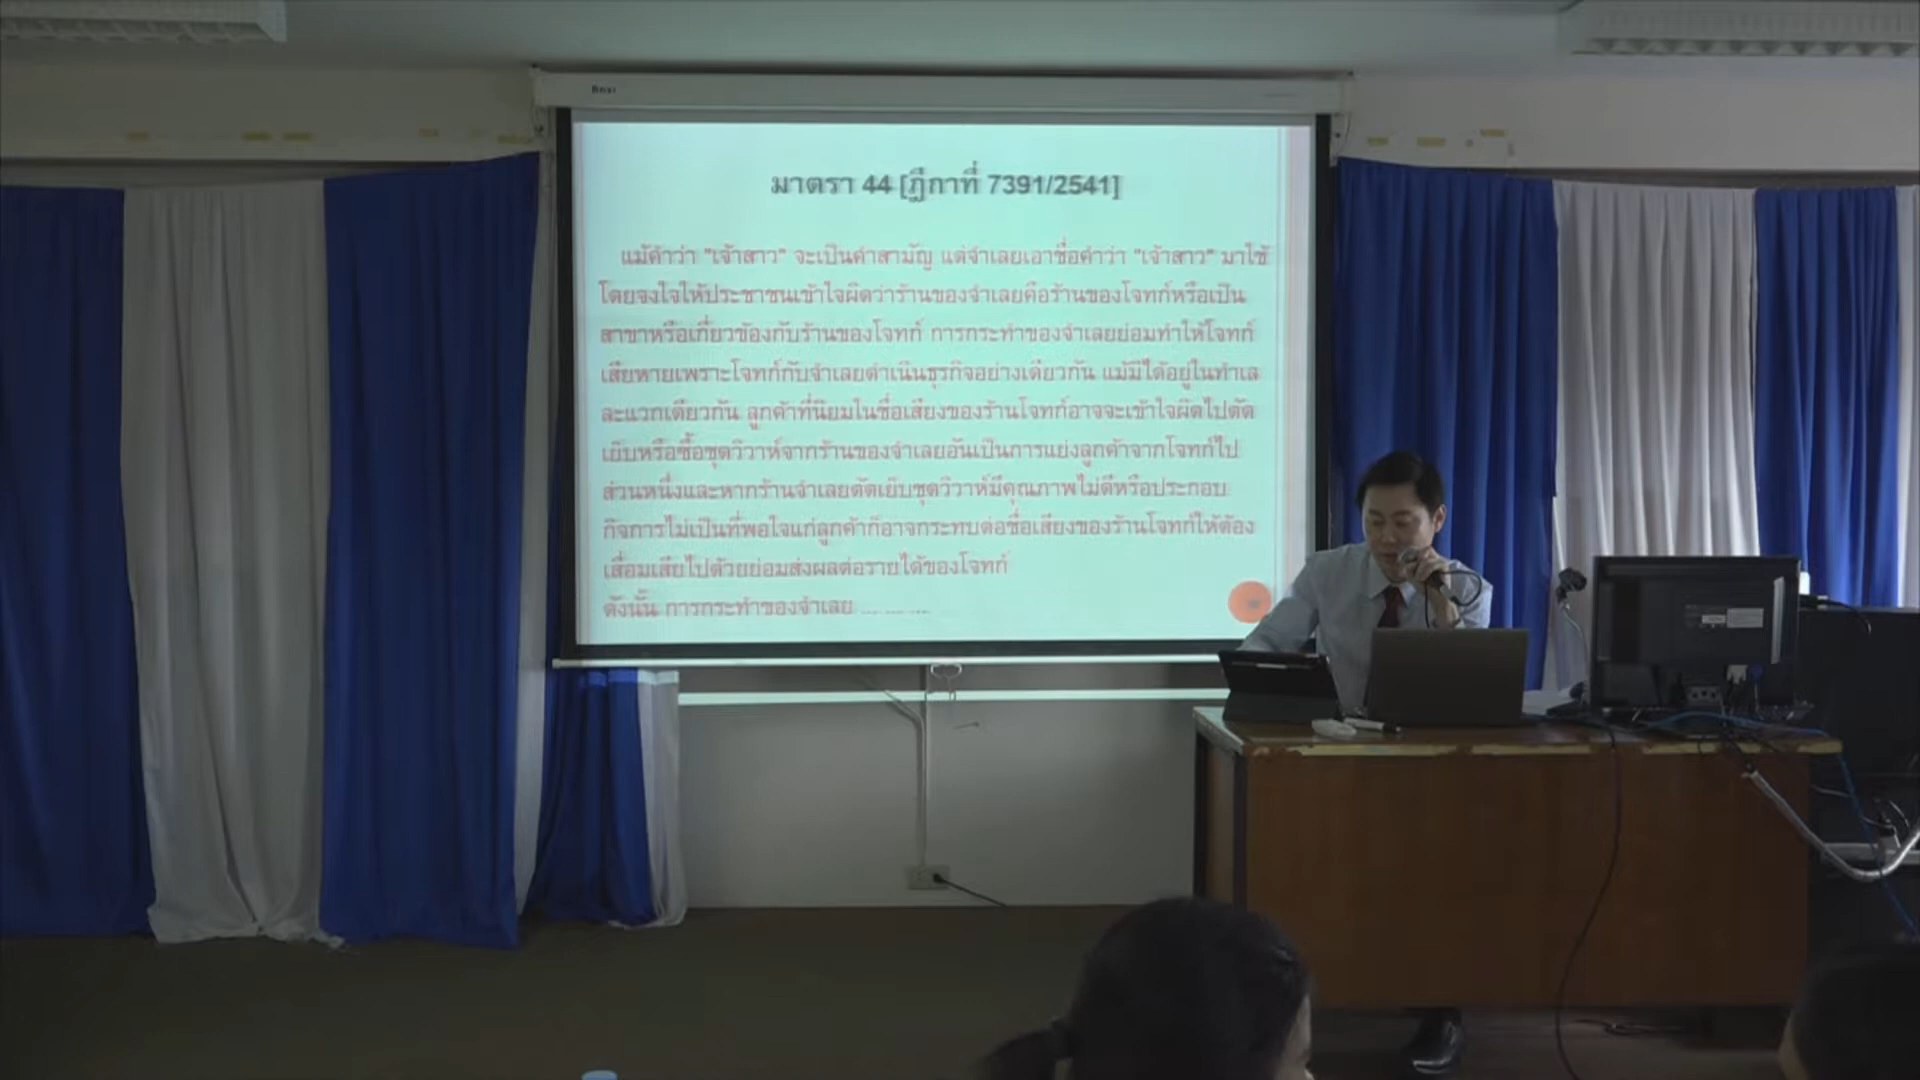 มาตรา 44 [ฎีกาที่ 7391/2541]
แม้คำว่า "เจ้าสาว" จะเป็นคำสามัญ แต่จำเลยเอาชื่อคำว่า "เจ้าสาว" มาใช้
โดยจงใจให้ประชาชนเข้าใจผิดว่าร้านของจำเลยคือร้านของโจทก์หรือเป็น
สาขาหรือเกี่ยวข้องกับร้านของโจทก์ การกระทำของจำเลยย่อมทำให้โจทก์
เสียหายเพราะโจทก์กับจำเลยดำเนินธุรกิจอย่างเดียวกัน แม้มิได้อยู่ในทำเล
ละแวกเดียวกัน ลูกค้าที่นิยมในชื่อเสียงของร้านโจทก์อาจจะเข้าใจผิดไปตัด
เย็บหรือซื้อชุดวิวาห์จากร้านของจำเลยอันเป็นการแย่งลูกค้าจากโจทก์ไป
ส่วนหนึ่งและหากร้านจำเลยตัดเย็บชุดวิวาห์มีคุณภาพไม่ดีหรือประกอบ
กิจการไม่เป็นที่พอใจแก่ลูกค้าก็อาจกระทบต่อชื่อเสียงของร้านโจทก์ให้ต้อง
เสื่อมเสียไปด้วยย่อมส่งผลต่อรายได้ของโจทก์
ดังนั้น การกระทำของจำเลย ... ... ...